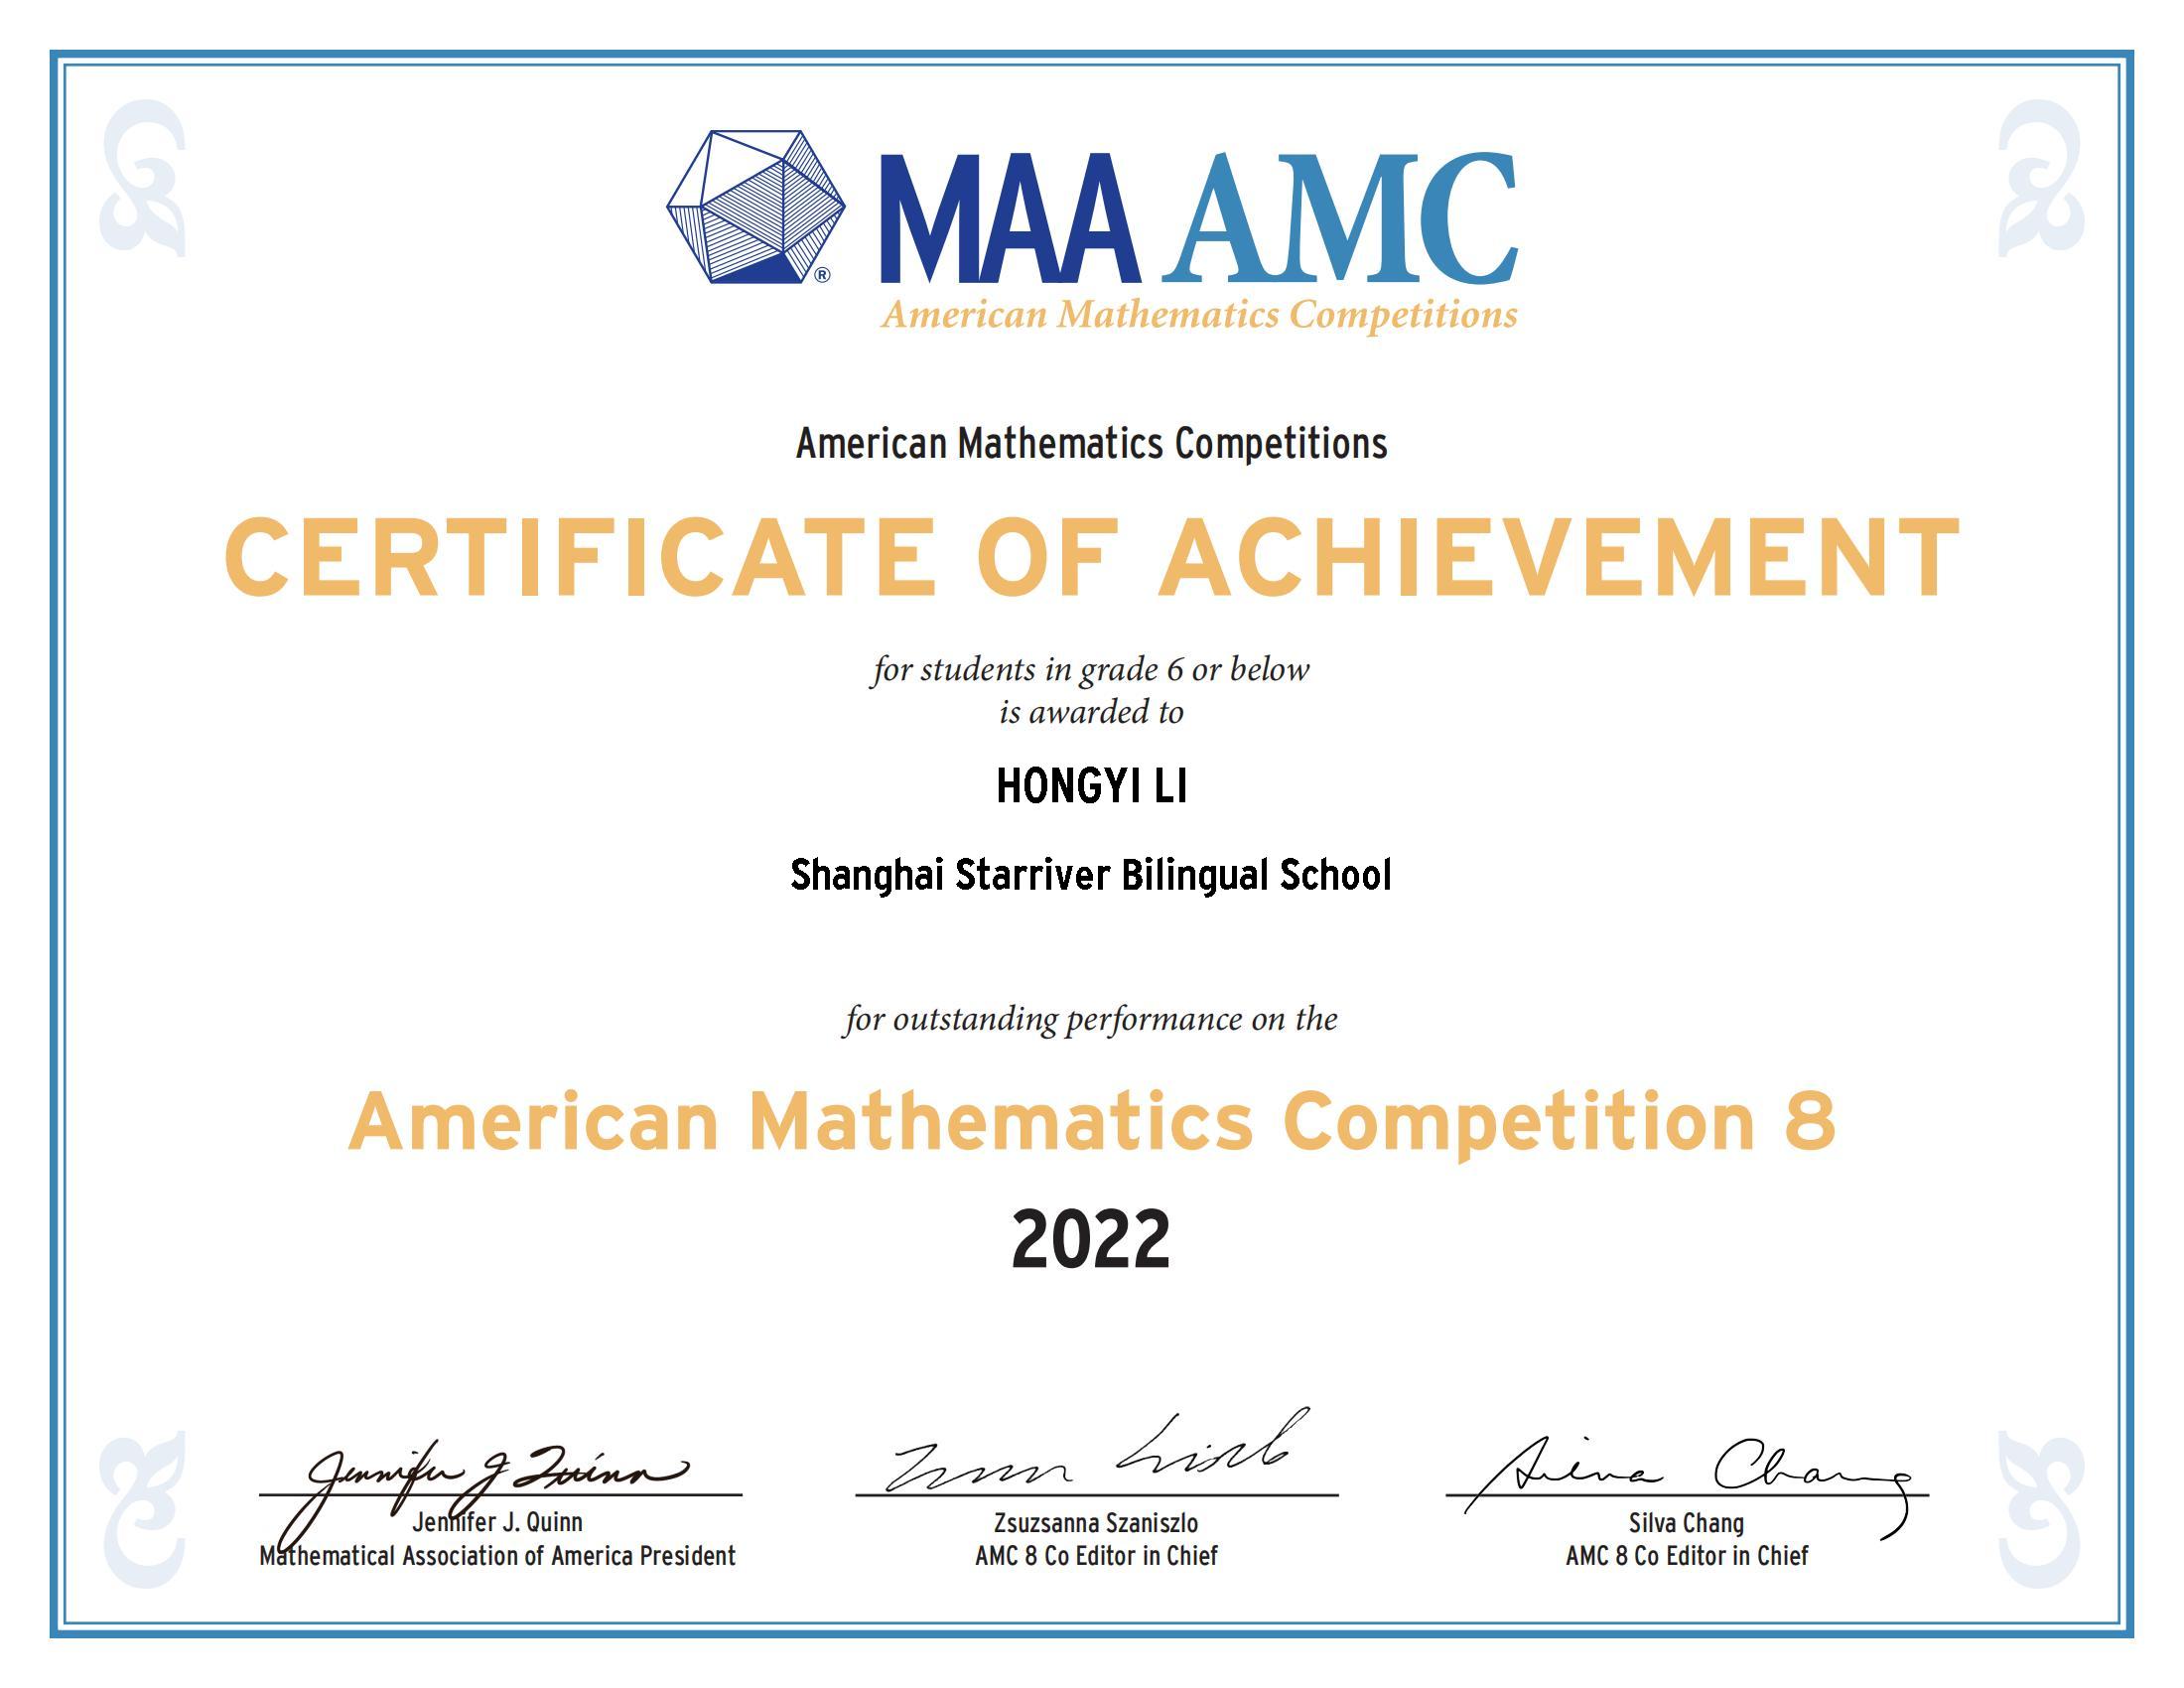 MAA AMC
American Mathematics Competitions
American Mathematics Competitions
CERTIFICATE OF ACHIEVEMENT
for students in grade 6 or below
is awarded to
HONGYI LI
Shanghai Starriver Bilingual School
for outstanding performance on the
American Mathematics Competition 8
2022
Jennifer J Quinn
Silva Chang
Jennifer J. Quinn
Mathematical Association of America President
Zsuzsanna Szaniszlo
AMC 8 Co Editor in Chief
Silva Chang
AMC 8 Co Editor in Chief